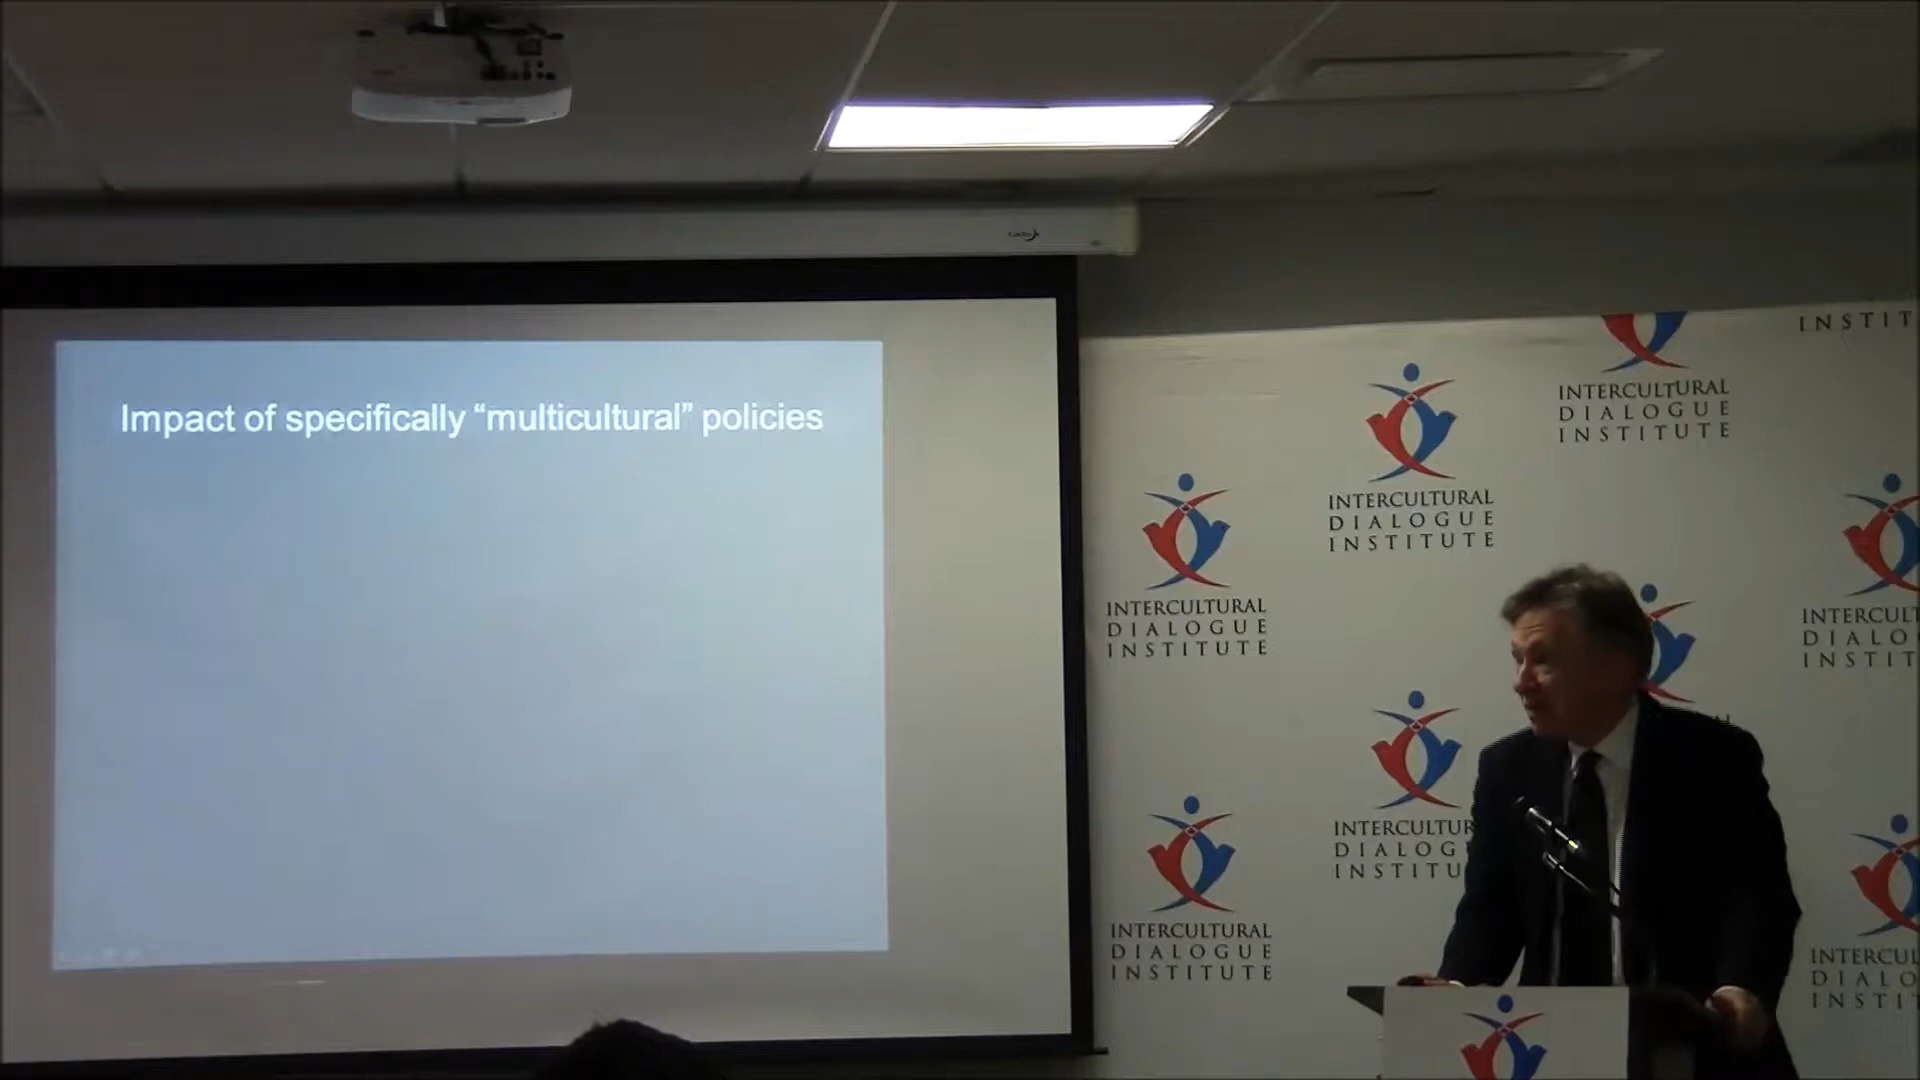 Impact of specifically “multicultural” policies
INSTIT
INTERCULTURAL
DIALOGUE
INSTITUTE
INTERCULTURAL
DIALOGUE
INSTITUTE
INTERCULTURAL
DIALOGUE
INSTITUTE
INTERCUL
DIALO
INSTIT
INTERCULTUR
DIALOG
INSTITU
INTERCULTURAL
DIALOGUE
INSTITUTE
INTERCUL
DIALO
INSTI